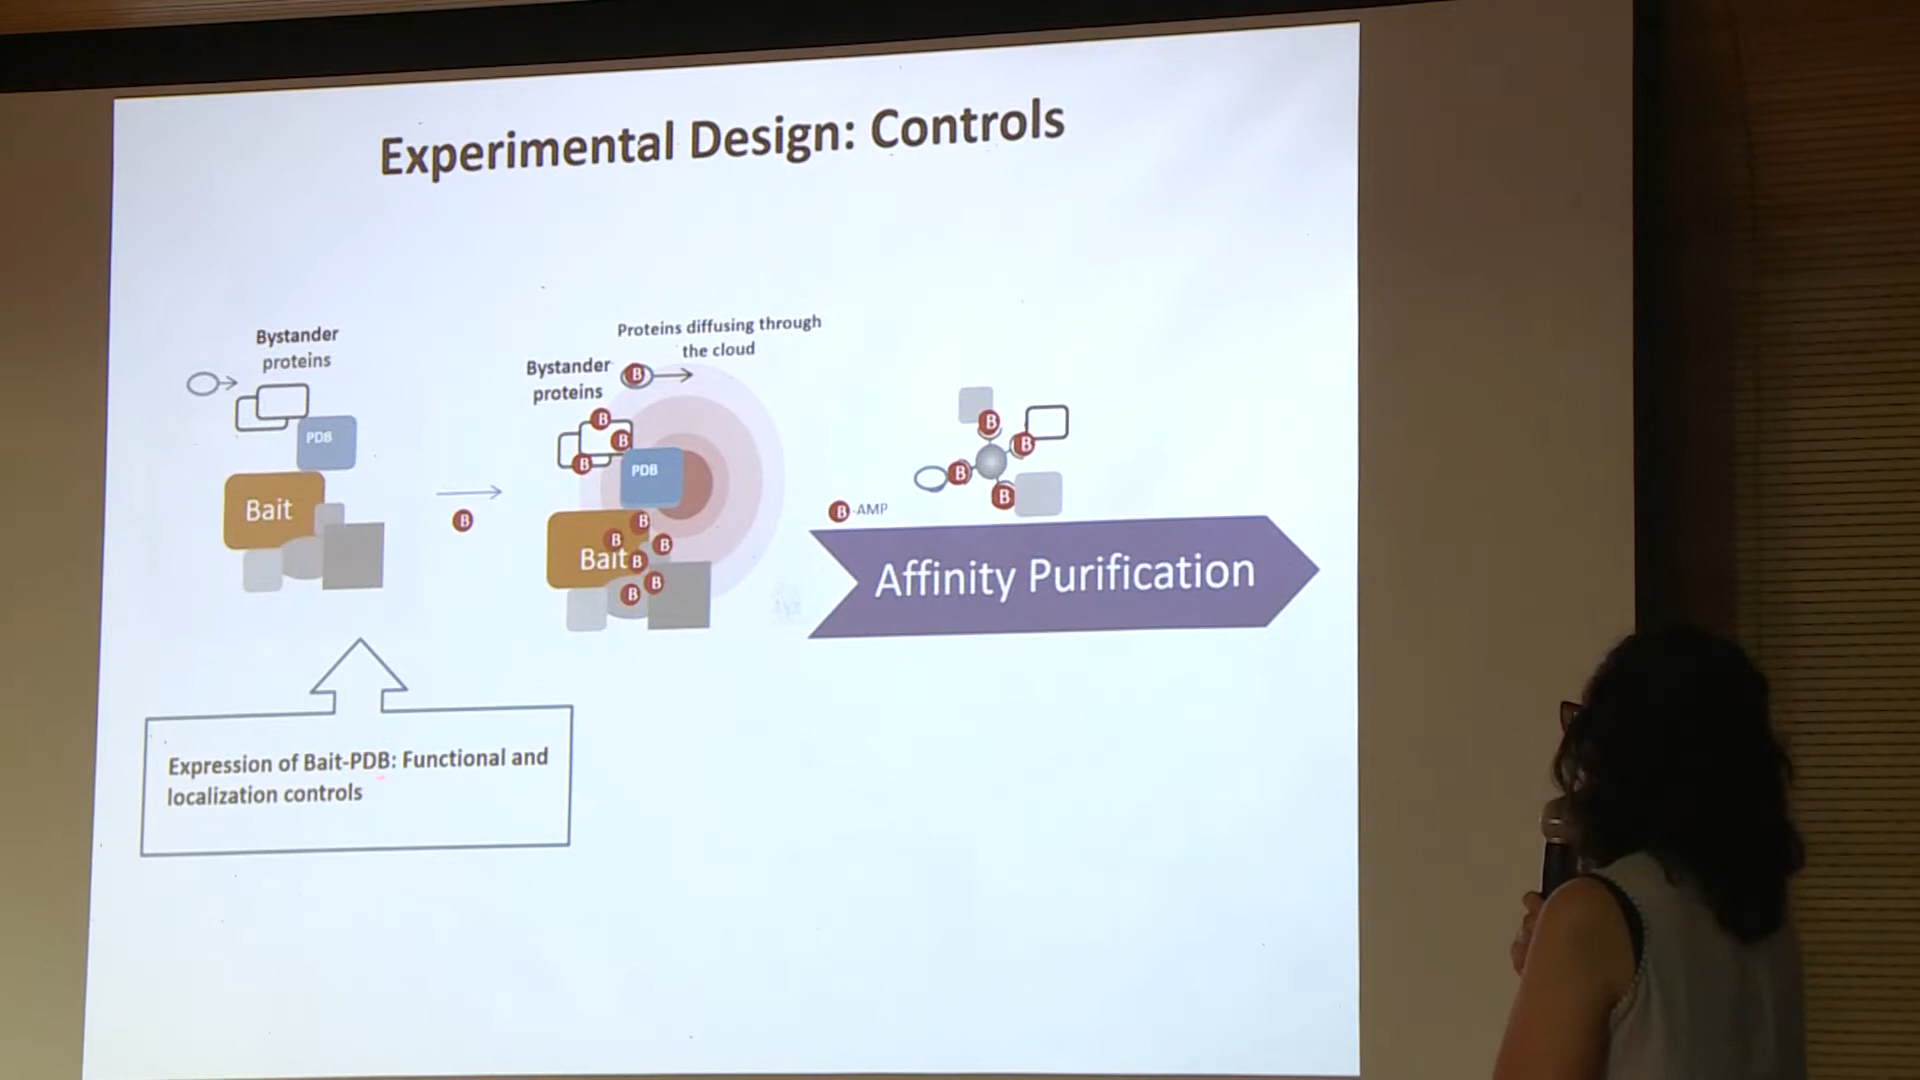 Experimental Design: Controls
Bystander
proteins
PDB
Bait
B
Proteins diffusing through
the cloud
Bystander
proteins
B
B
B
B
PDB
B
B
B
Bait
B
B
B
B-AMP
B
B
B
B
Affinity Purification
Expression of Bait-PDB: Functional and
localization controls